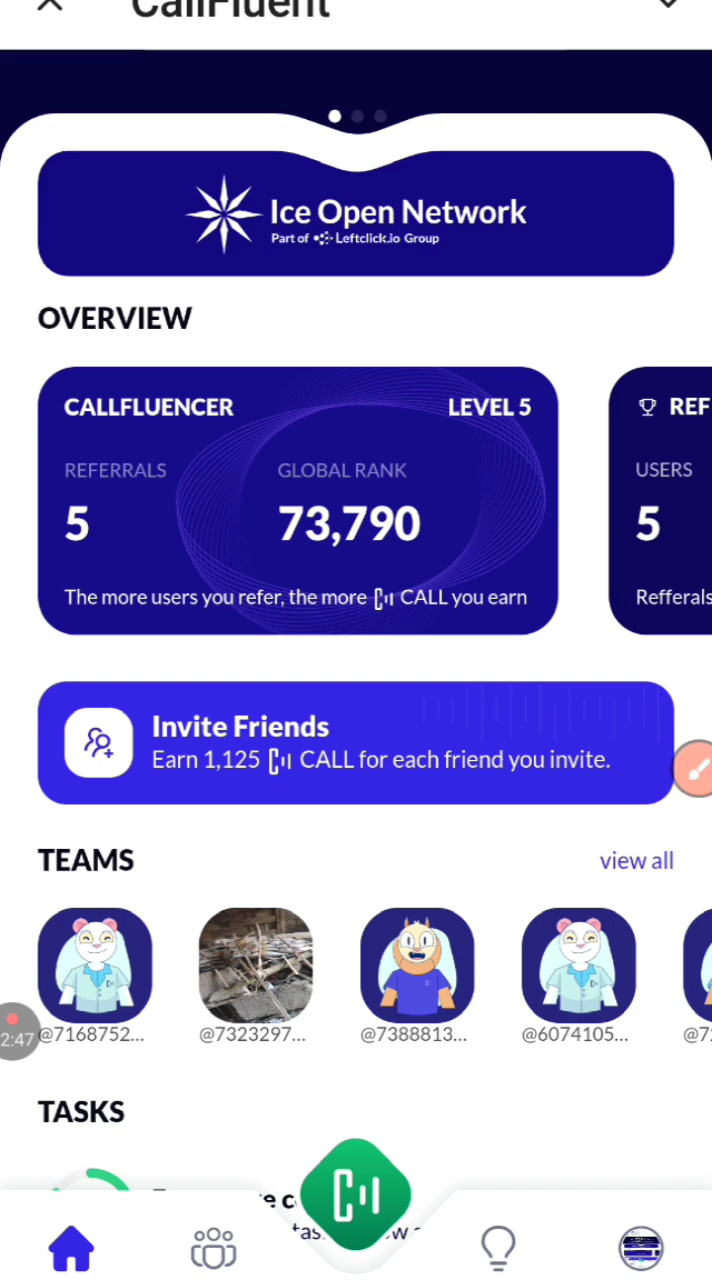 CallFluent
Ice Open Network
Part of Leftclick.io Group
OVERVIEW
CALLFLUENCER
LEVEL 5
REFERRALS
GLOBAL RANK
5
73,790
The more users you refer, the more CALL you earn
REF
USERS
5
Refferals
Invite Friends
Earn 1,125 CALL for each friend you invite.
TEAMS
view all
@7168752...
@7323297...
@7388813...
@6074105...
2:47
TASKS